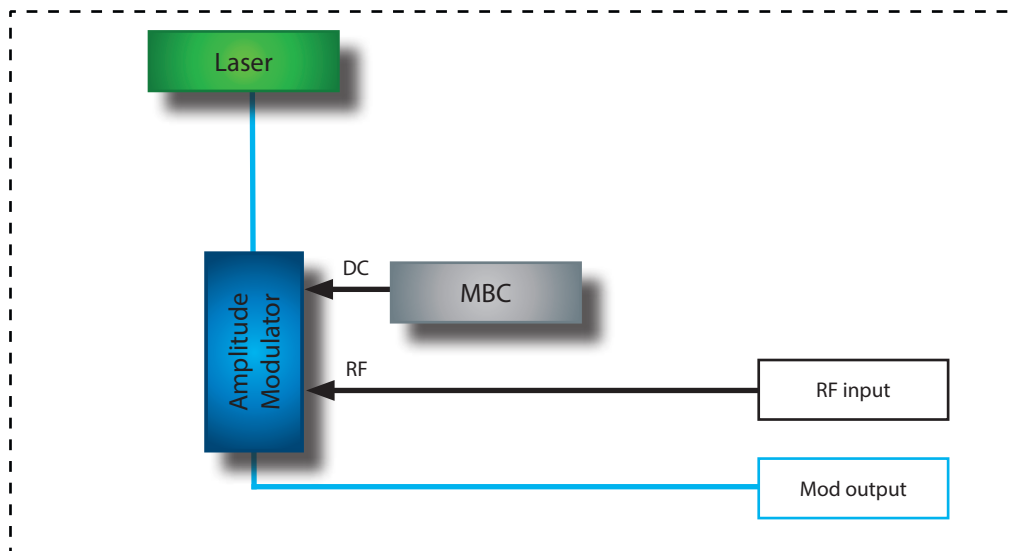 Laser
DC
MBC
Amplitude
Modulator
RF
RF input
Mod output